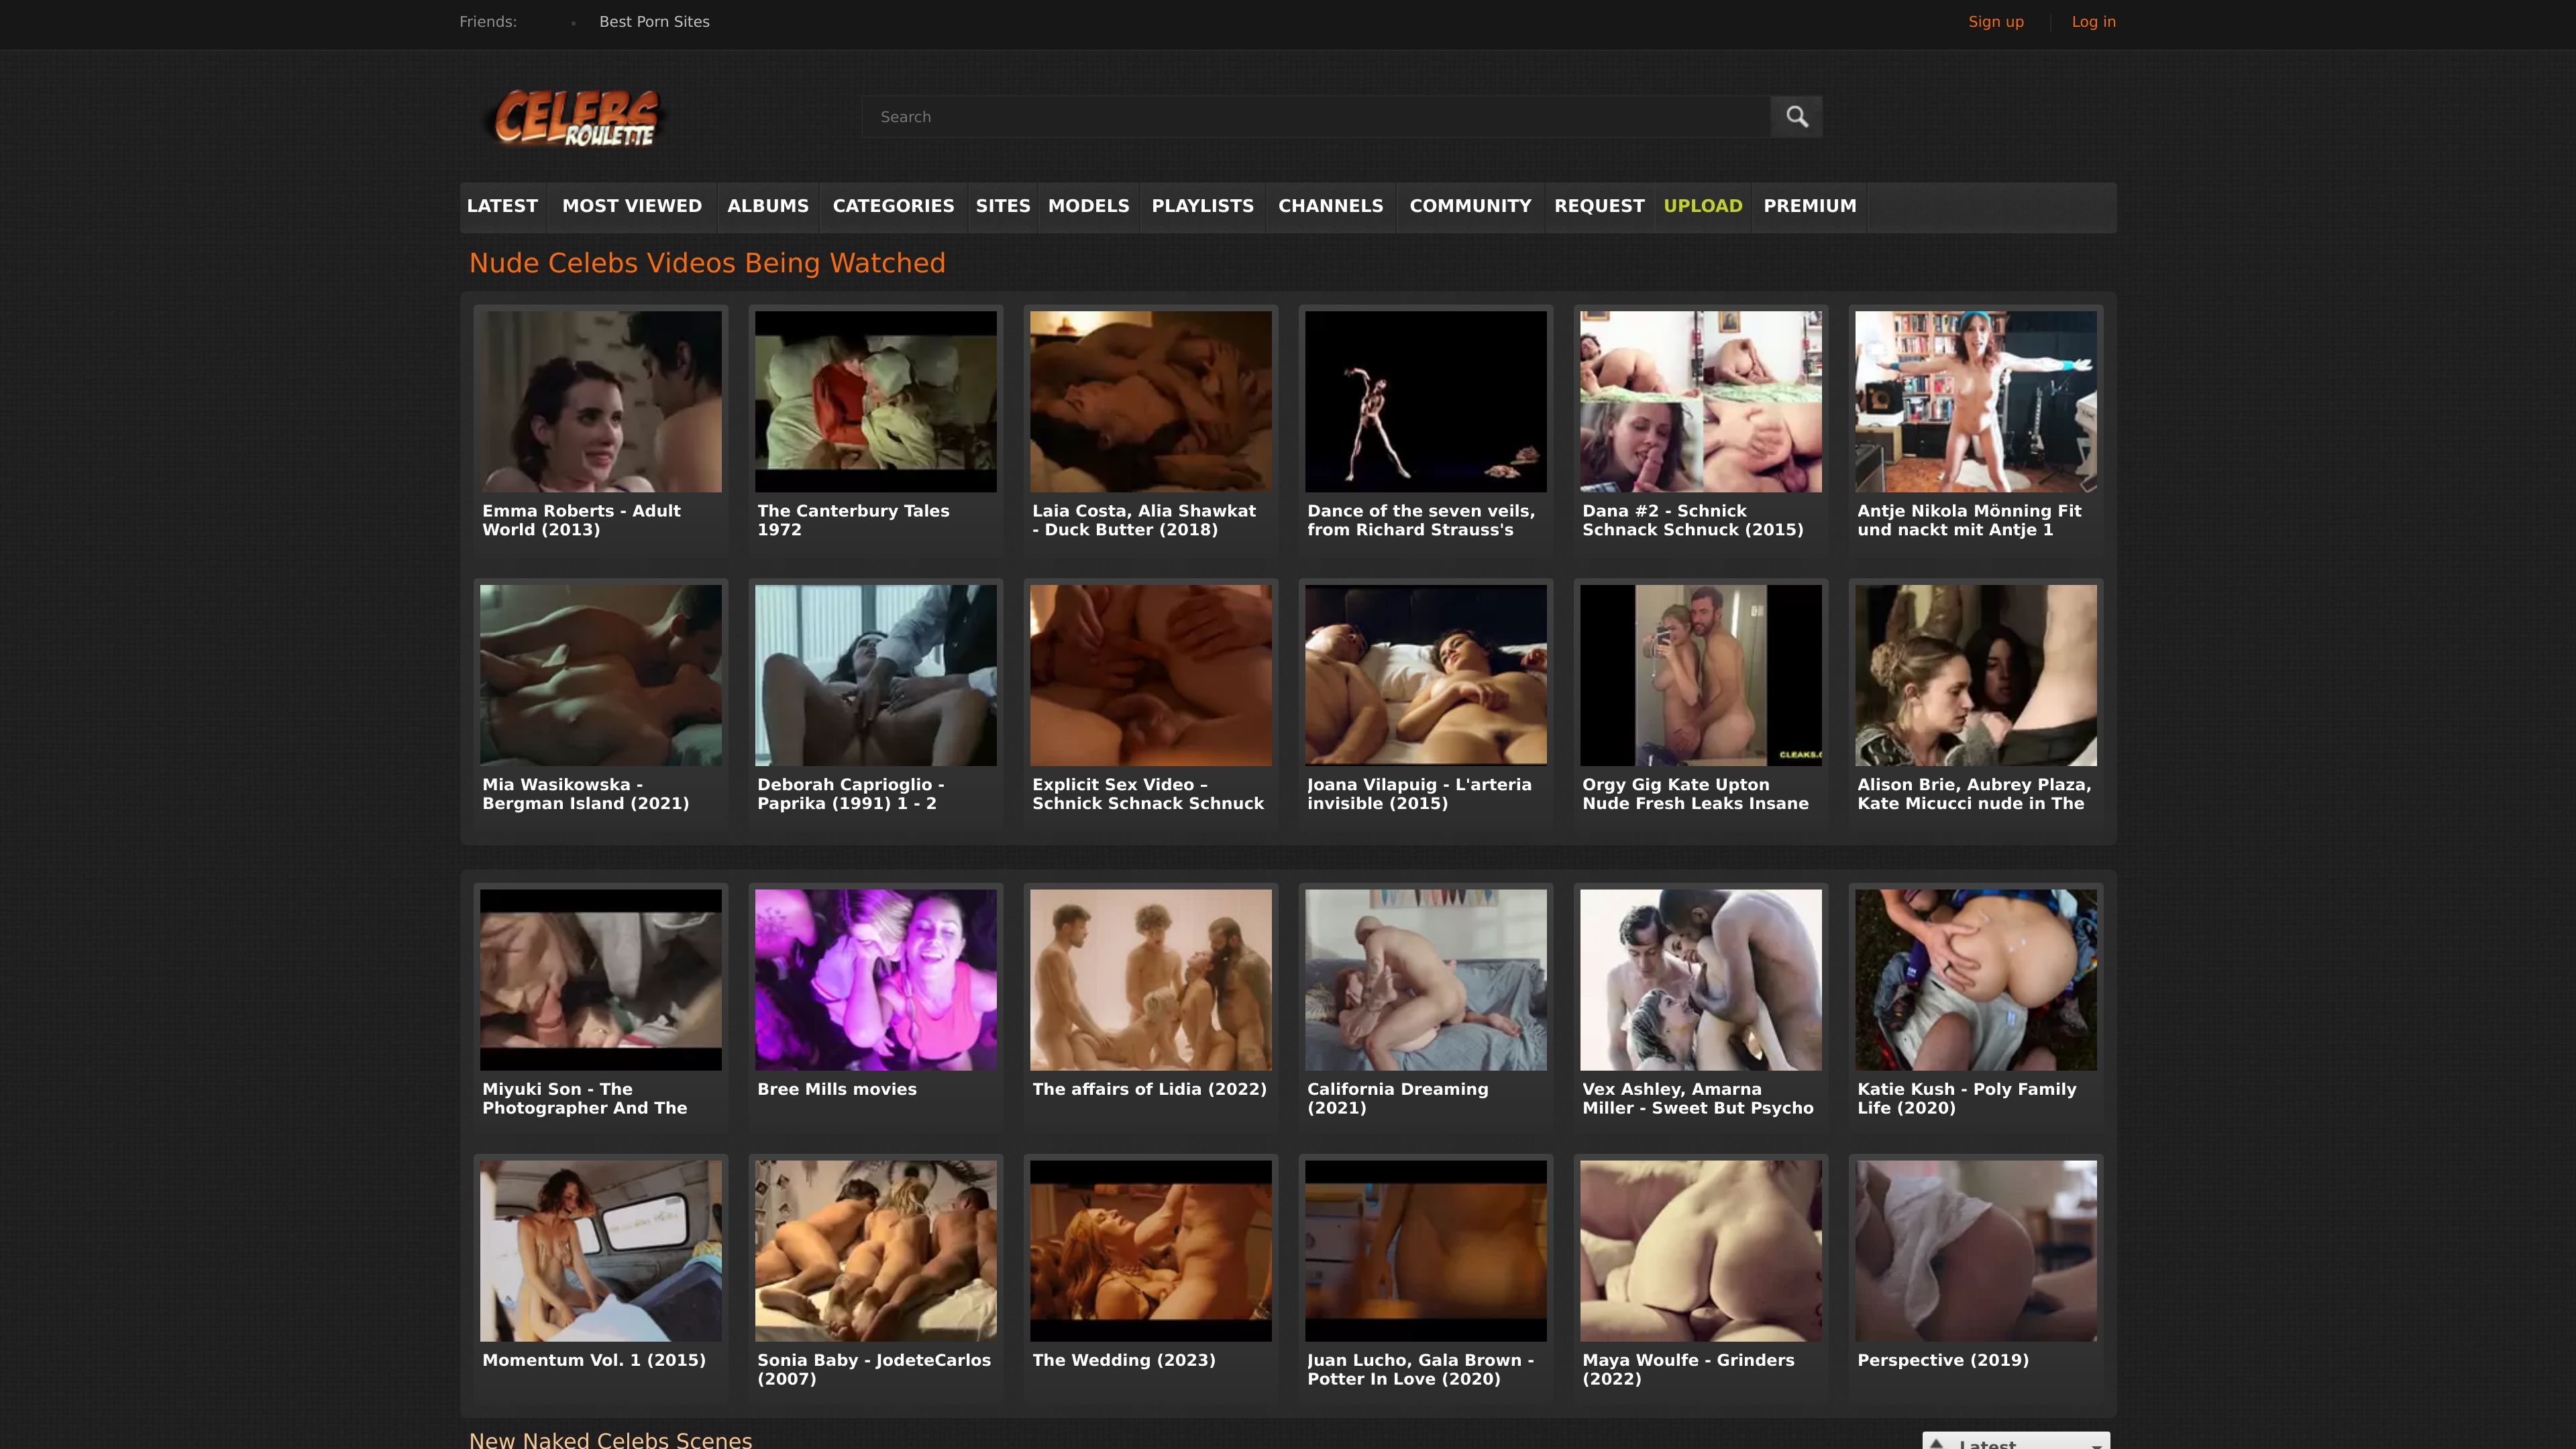 Friends:
Best Porn Sites
Sign up
Log in
CELEBS
ROULETTE
Search
LATEST
MOST VIEWED
ALBUMS
CATEGORIES
SITES
MODELS
PLAYLISTS
CHANNELS
COMMUNITY
REQUEST
UPLOAD
PREMIUM
Nude Celebs Videos Being Watched
Emma Roberts - Adult
World (2013)
The Canterbury Tales
1972
Laia Costa, Alia Shawkat
- Duck Butter (2018)
Dance of the seven veils,
from Richard Strauss's
Dana #2 - Schnick
Schnack Schnuck (2015)
Antje Nikola Mönning Fit
und nackt mit Antje 1
Mia Wasikowska -
Bergman Island (2021)
Deborah Caprioglio -
Paprika (1991) 1 - 2
Explicit Sex Video –
Schnick Schnack Schnuck
Joana Vilapuig - L'arteria
invisible (2015)
CLEAKS.
Orgy Gig Kate Upton
Nude Fresh Leaks Insane
Alison Brie, Aubrey Plaza,
Kate Micucci nude in The
Miyuki Son - The
Photographer And The
Bree Mills movies
The affairs of Lidia (2022)
California Dreaming
(2021)
Vex Ashley, Amarna
Miller - Sweet But Psycho
Katie Kush - Poly Family
Life (2020)
Momentum Vol. 1 (2015)
Sonia Baby - JodeteCarlos
(2007)
The Wedding (2023)
Juan Lucho, Gala Brown -
Potter In Love (2020)
Maya Woulfe - Grinders
(2022)
Perspective (2019)
New Naked Celebs Scenes
Latest